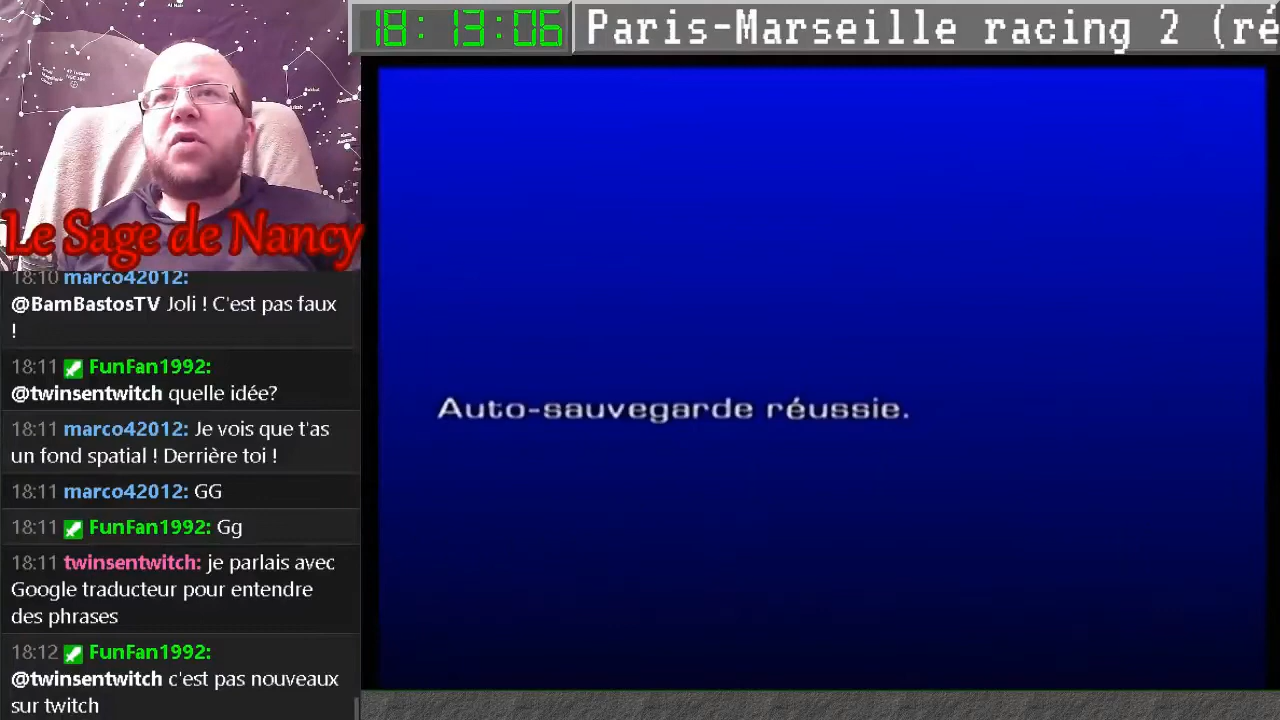 18:13:06
Paris-Marseille racing 2 (ré
Le Sage de Nancy
18:10 marco42012:
@BamBastosTV Joli ! C'est pas faux
!
18:11 FunFan1992:
@twinsentwitch quelle idée?
18:11 marco42012: Je vois que t'as
un fond spatial ! Derrière toi !
18:11 marco42012: GG
18:11 FunFan1992: Gg
18:11 twinsentwitch: je parlais avec
Google traducteur pour entendre
des phrases
18:12 FunFan1992:
@twinsentwitch c'est pas nouveaux
sur twitch
Auto-sauvegarde réussie.